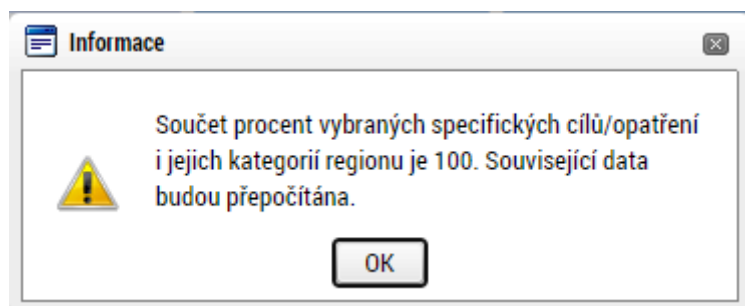 Informace
Součet procent vybraných specifických cílů/opatření
i jejich kategorií regionu je 100. Související data
budou přepočítána.
OK